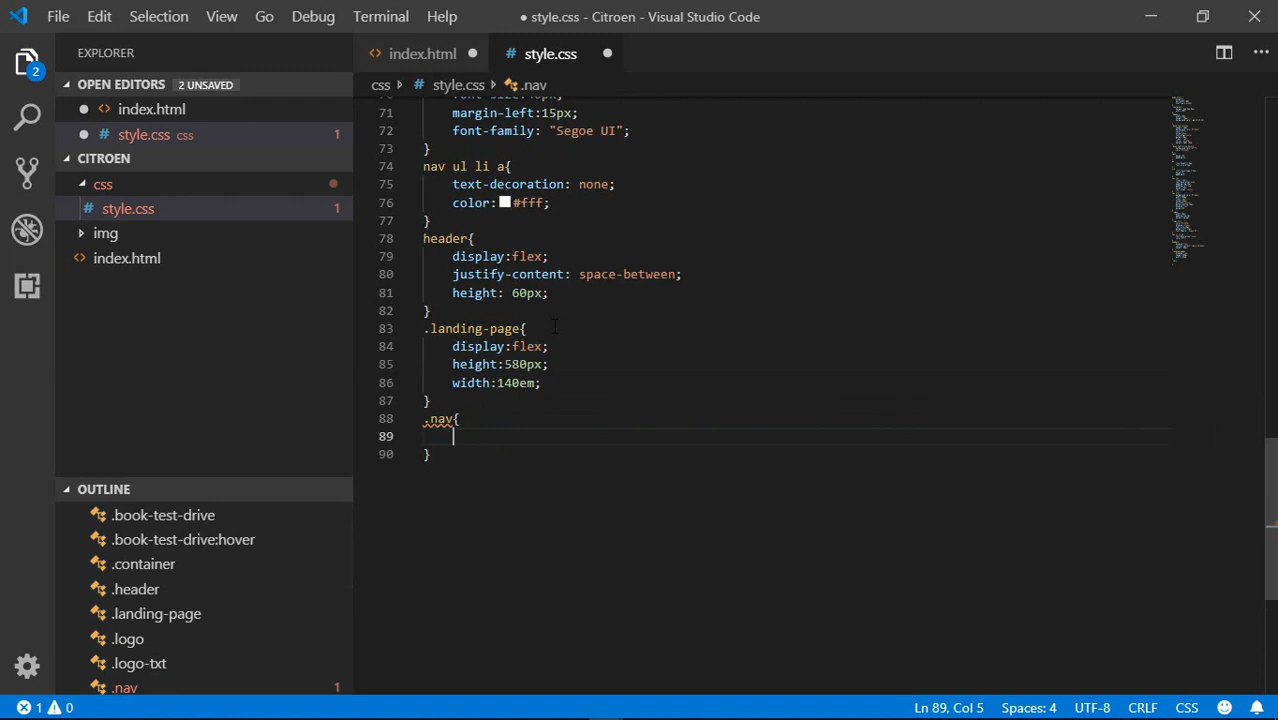 File Edit Selection View Go Debug Terminal Help ● style.css - Citroen - Visual Studio Code
EXPLORER
OPEN EDITORS 2 UNSAVED
index.html
style.css css 1
CITROEN
css
style.css 1
img
index.html
OUTLINE
.book-test-drive
.book-test-drive:hover
.container
.header
.landing-page
.logo
.logo-txt
.nav 1
2
index.html style.css
css style.css .nav
71 margin-left:15px;
72 font-family: "Segoe UI";
73 }
74 nav ul li a{
75 text-decoration: none;
76 color: #fff;
77 }
78 header{
79 display:flex;
80 justify-content: space-between;
81 height: 60px;
82 }
83 .landing-page{
84 display:flex;
85 height:580px;
86 width:140em;
87 }
88 .nav{
89
90 }
1 0 Ln 89, Col 5 Spaces: 4 UTF-8 CRLF CSS